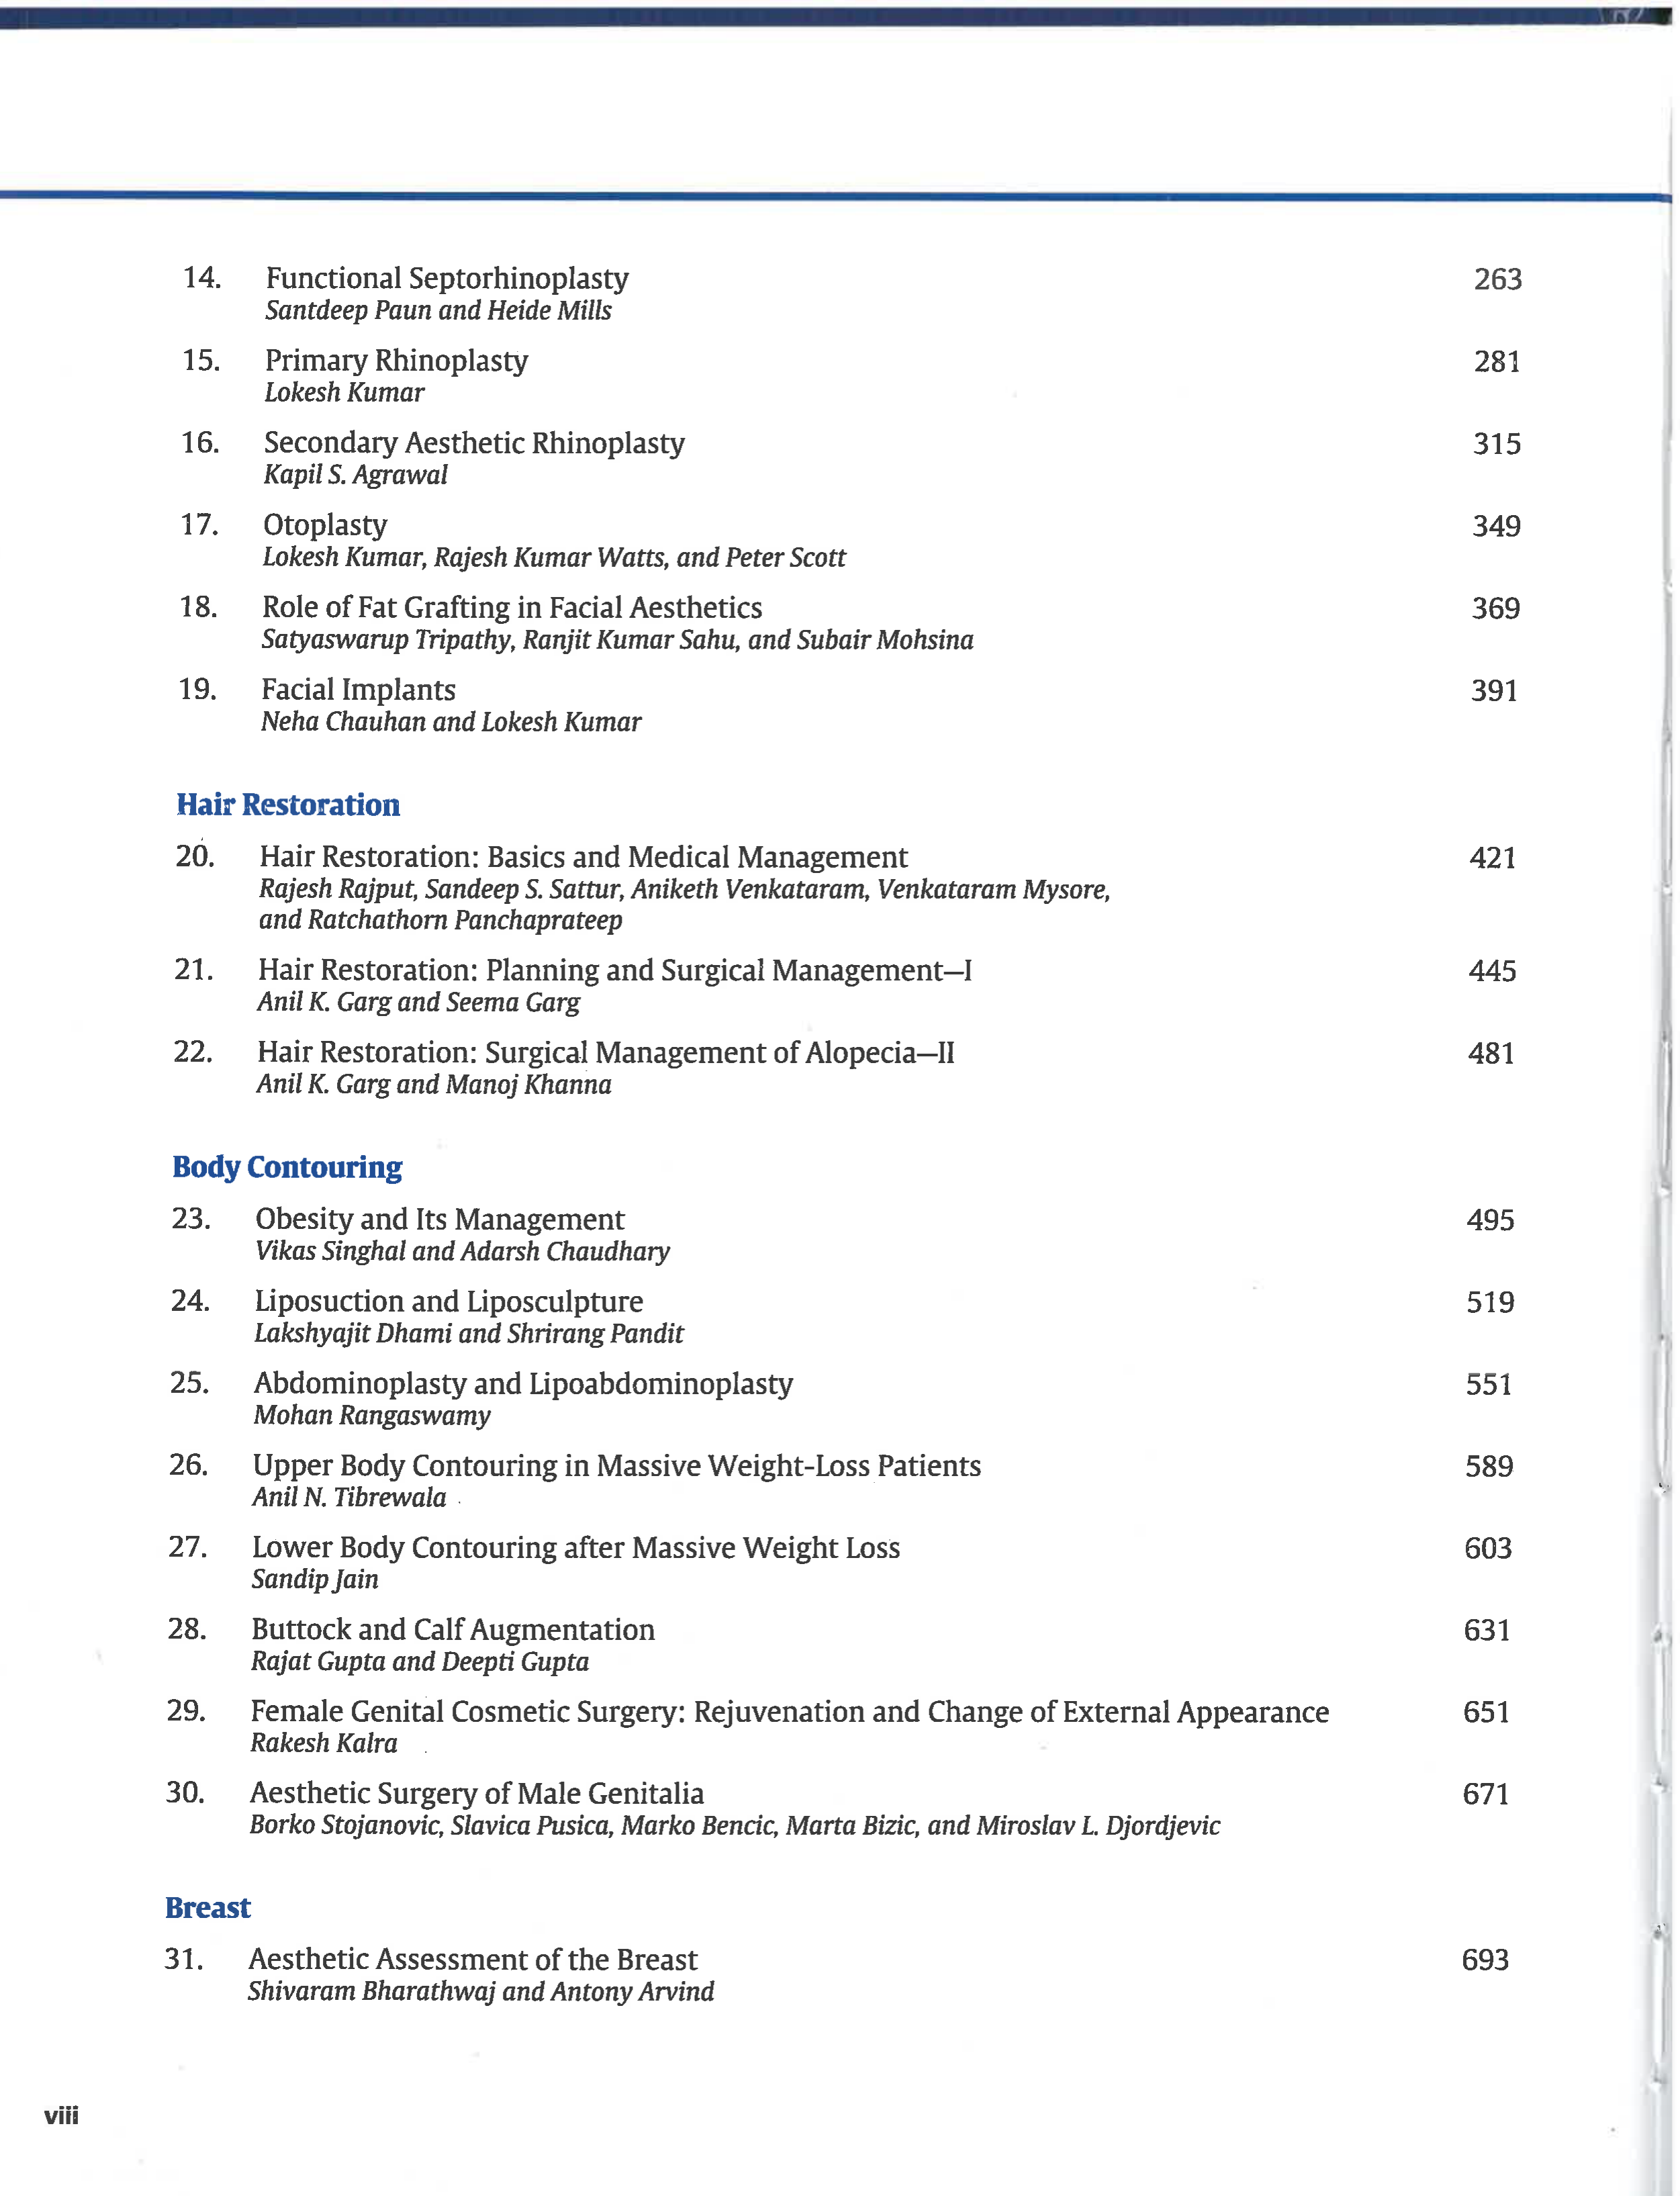 14. Functional Septorhinoplasty 263
Santdeep Paun and Heide Mills
15. Primary Rhinoplasty 281
Lokesh Kumar
16. Secondary Aesthetic Rhinoplasty 315
Kapil S. Agrawal
17. Otoplasty 349
Lokesh Kumar, Rajesh Kumar Watts, and Peter Scott
18. Role of Fat Grafting in Facial Aesthetics 369
Satyaswarup Tripathy, Ranjit Kumar Sahu, and Subair Mohsina
19. Facial Implants 391
Neha Chauhan and Lokesh Kumar
Hair Restoration
20. Hair Restoration: Basics and Medical Management 421
Rajesh Rajput, Sandeep S. Sattur, Aniketh Venkataram, Venkataram Mysore,
and Ratchathorn Panchaprateep
21. Hair Restoration: Planning and Surgical Management—I 445
Anil K. Garg and Seema Garg
22. Hair Restoration: Surgical Management of Alopecia—II 481
Anil K. Garg and Manoj Khanna
Body Contouring
23. Obesity and Its Management 495
Vikas Singhal and Adarsh Chaudhary
24. Liposuction and Liposculpture 519
Lakshyajit Dhami and Shrirang Pandit
25. Abdominoplasty and Lipoabdominoplasty 551
Mohan Rangaswamy
26. Upper Body Contouring in Massive Weight-Loss Patients 589
Anil N. Tibrewala
27. Lower Body Contouring after Massive Weight Loss 603
Sandip Jain
28. Buttock and Calf Augmentation 631
Rajat Gupta and Deepti Gupta
29. Female Genital Cosmetic Surgery: Rejuvenation and Change of External Appearance 651
Rakesh Kalra
30. Aesthetic Surgery of Male Genitalia 671
Borko Stojanovic, Slavica Pusica, Marko Bencic, Marta Bizic, and Miroslav L. Djordjevic
Breast
31. Aesthetic Assessment of the Breast 693
Shivaram Bharathwaj and Antony Arvind
viii